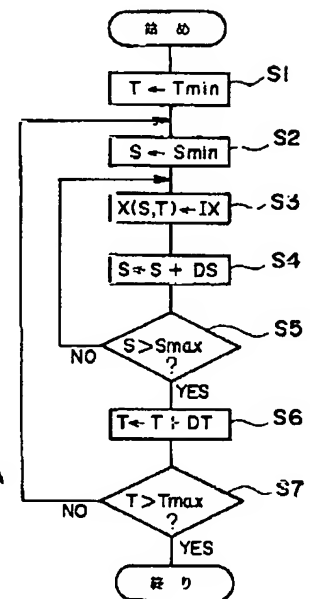 始め
T ← Tmin
S1
S ← Smin
S2
X(S,T)←IX
S3
S←S + DS
S4
S>Smax
?
S5
NO
YES
T←T + DT
S6
T>Tmax
?
S7
NO
YES
終り